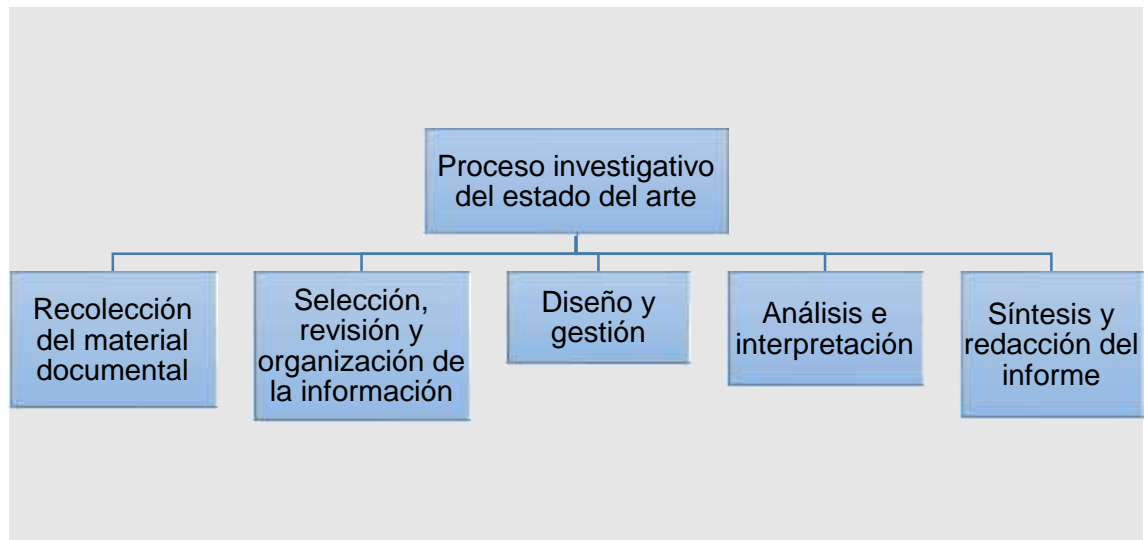 Proceso investigativo
del estado del arte
Recolección
del material
documental
Selección,
revisión y
organización de
la información
Diseño y
gestión
Análisis e
interpretación
Síntesis y
redacción del
informe